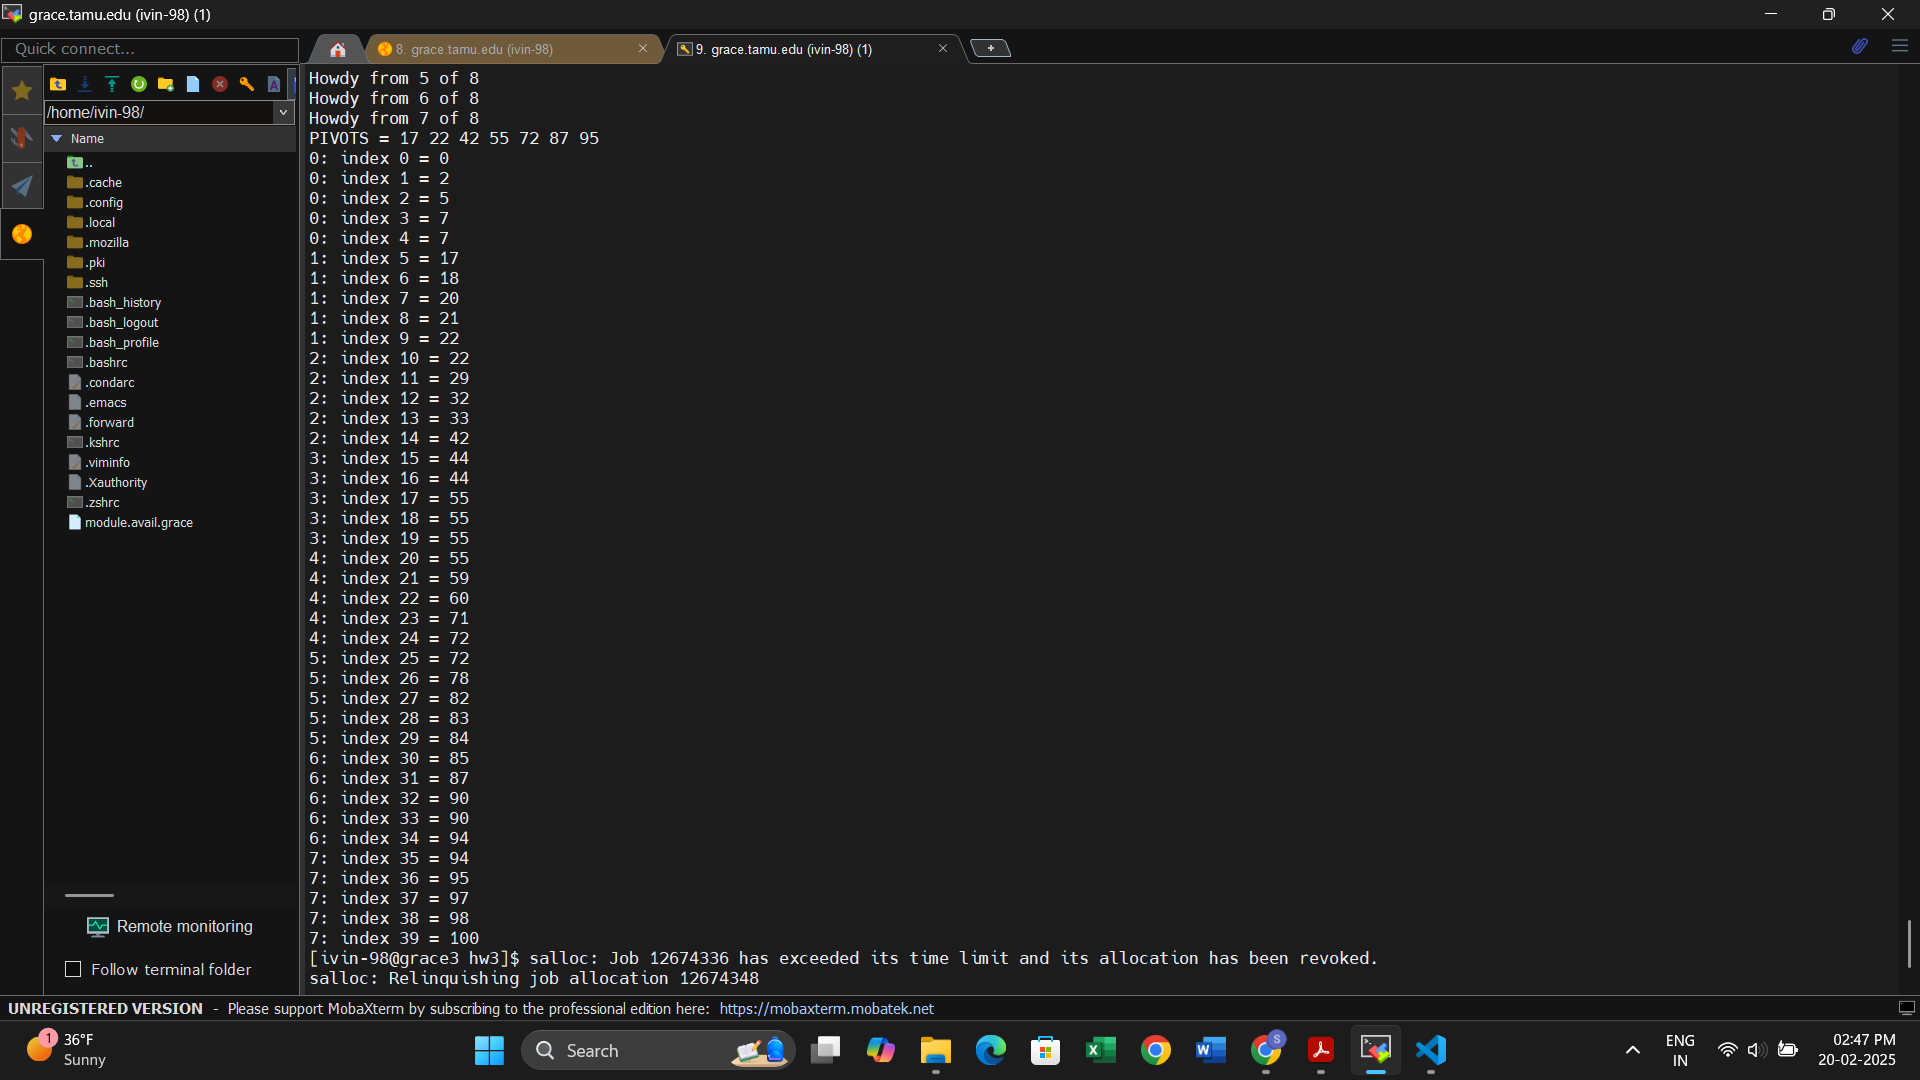 grace.tamu.edu (ivin-98) (1)
Quick connect...
8. grace.tamu.edu (ivin-98)
9. grace.tamu.edu (ivin-98) (1)
/home/ivin-98/
Name
..
.cache
.config
.local
.mozilla
.pki
.ssh
.bash_history
.bash_logout
.bash_profile
.bashrc
.condarc
.emacs
.forward
.kshrc
.viminfo
.Xauthority
.zshrc
module.avail.grace
Remote monitoring
Follow terminal folder
Howdy from 5 of 8
Howdy from 6 of 8
Howdy from 7 of 8
PIVOTS = 17 22 42 55 72 87 95
0: index 0 = 0
0: index 1 = 2
0: index 2 = 5
0: index 3 = 7
0: index 4 = 7
1: index 5 = 17
1: index 6 = 18
1: index 7 = 20
1: index 8 = 21
1: index 9 = 22
2: index 10 = 22
2: index 11 = 29
2: index 12 = 32
2: index 13 = 33
2: index 14 = 42
3: index 15 = 44
3: index 16 = 44
3: index 17 = 55
3: index 18 = 55
3: index 19 = 55
4: index 20 = 55
4: index 21 = 59
4: index 22 = 60
4: index 23 = 71
4: index 24 = 72
5: index 25 = 72
5: index 26 = 78
5: index 27 = 82
5: index 28 = 83
5: index 29 = 84
6: index 30 = 85
6: index 31 = 87
6: index 32 = 90
6: index 33 = 90
6: index 34 = 94
7: index 35 = 94
7: index 36 = 95
7: index 37 = 97
7: index 38 = 98
7: index 39 = 100
[ivin-98@grace3 hw3]$ salloc: Job 12674336 has exceeded its time limit and its allocation has been revoked.
salloc: Relinquishing job allocation 12674348
UNREGISTERED VERSION - Please support MobaXterm by subscribing to the professional edition here: https://mobaxterm.mobatek.net
1
36°F
Sunny
Search
S
ENG
IN
02:47 PM
20-02-2025